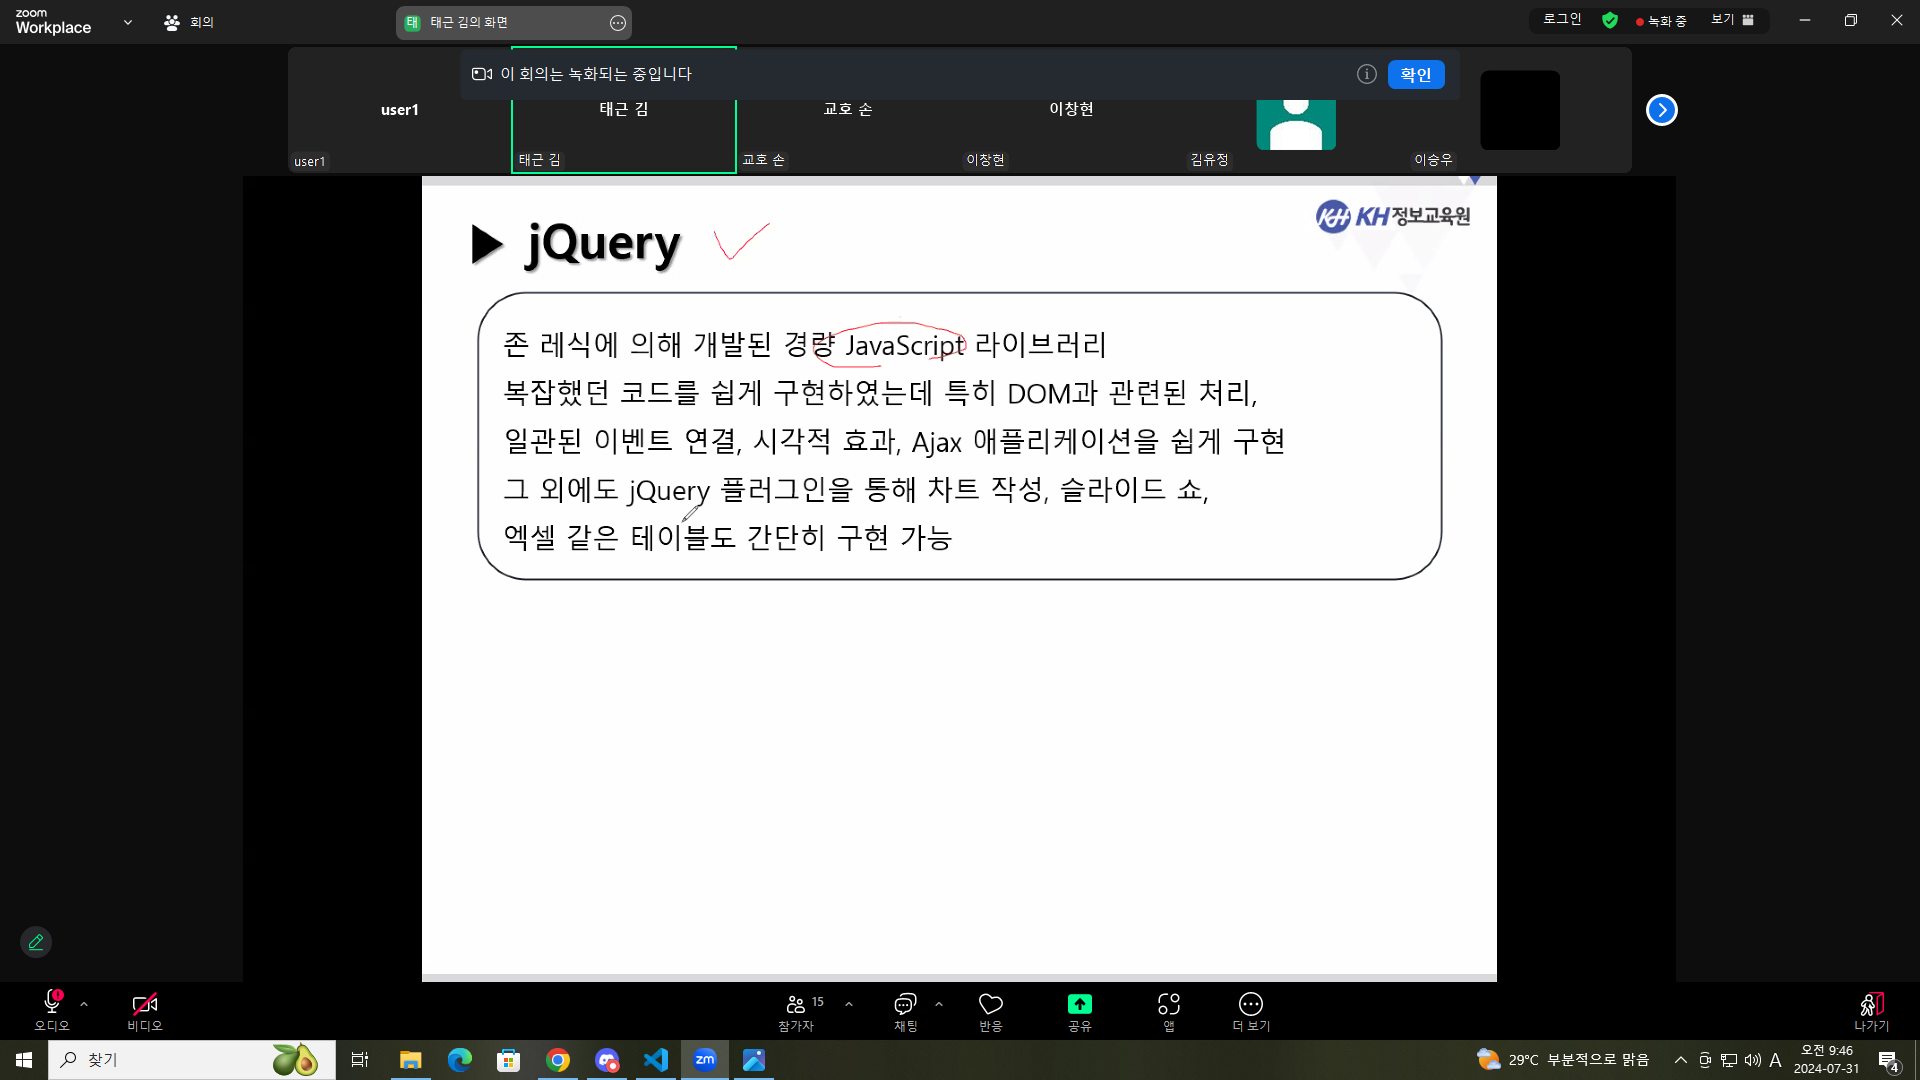 zoom
Workplace
회의
태
태근 김의 화면
로그인
녹화 중
보기
이 회의는 녹화되는 중입니다
확인
user1
태근 김
교호 손
이창현
user1
태근 김
교호 손
이창현
김유정
이승우
KH KH정보교육원
▶ jQuery
존 레식에 의해 개발된 경량 JavaScript 라이브러리
복잡했던 코드를 쉽게 구현하였는데 특히 DOM과 관련된 처리,
일관된 이벤트 연결, 시각적 효과, Ajax 애플리케이션을 쉽게 구현
그 외에도 jQuery 플러그인을 통해 차트 작성, 슬라이드 쇼,
엑셀 같은 테이블도 간단히 구현 가능
오디오
비디오
15
참가자
채팅
반응
공유
앱
더 보기
나가기
찾기
zm
29°C 부분적으로 맑음
A
오전 9:46
2024-07-31
4